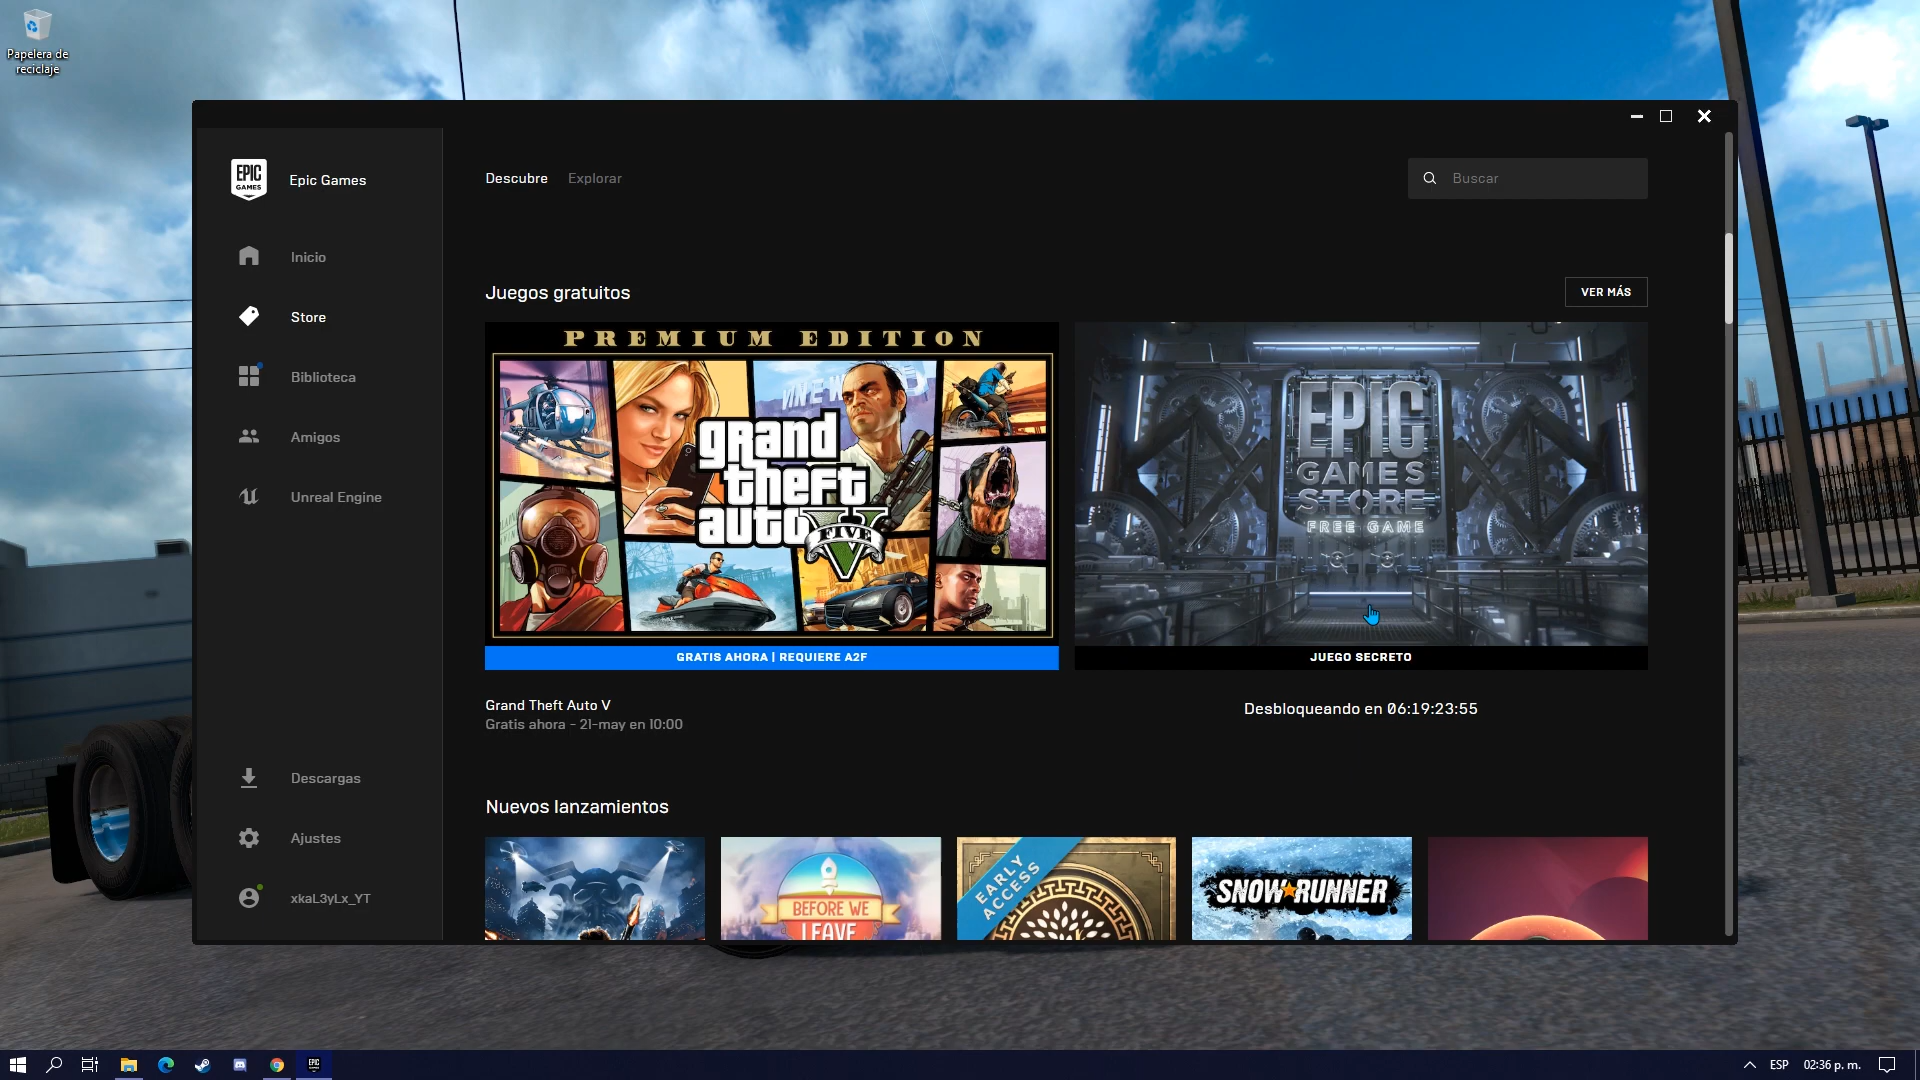 Papelera de
reciclaje
EPIC
GAMES
Epic Games
Descubre
Explorar
Buscar
Inicio
Store
Biblioteca
Amigos
Unreal Engine
Descargas
Ajustes
xkaL3yLx_YT
Juegos gratuitos
VER MÁS
PREMIUM EDITION
grand
theft
auto
FIVE
GRATIS AHORA | REQUIERE A2F
Grand Theft Auto V
Gratis ahora - 21-may en 10:00
EPIC
GAMES
STORE
FREE GAME
JUEGO SECRETO
Desbloqueando en 06:19:23:55
Nuevos lanzamientos
BEFORE WE
LEAVE
EARLY
ACCESS
SNOWRUNNER
EPIC
GAMES
ESP
02:36 p. m.